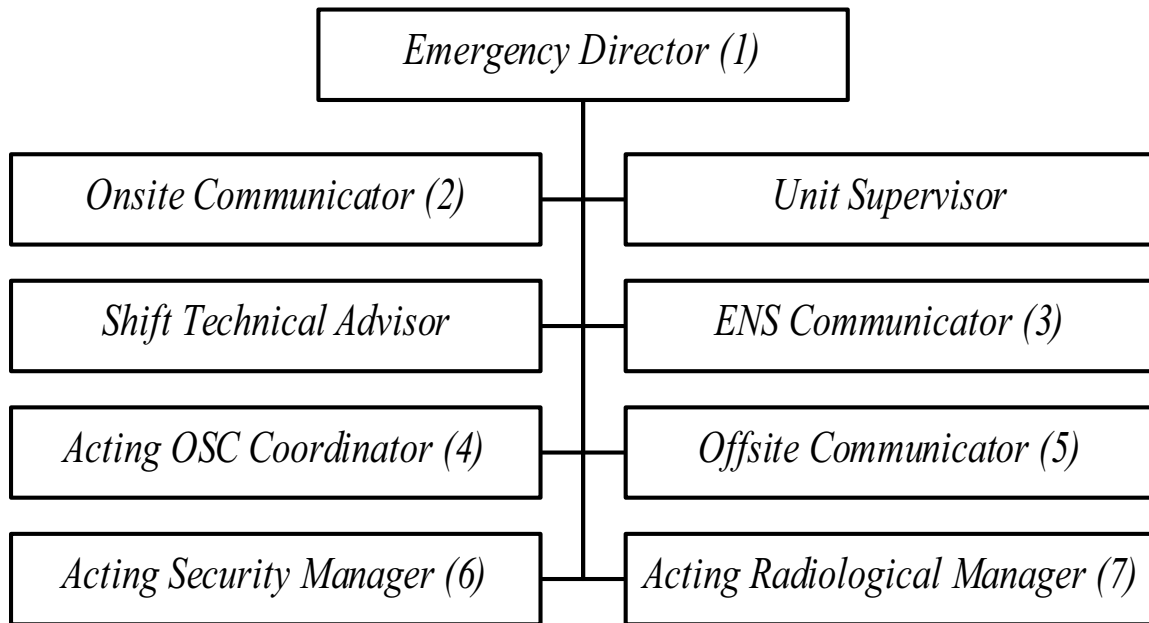 Emergency Director (1)
Onsite Communicator (2)
Unit Supervisor
Shift Technical Advisor
ENS Communicator (3)
Acting OSC Coordinator (4)
Offsite Communicator (5)
Acting Security Manager (6)
Acting Radiological Manager (7)